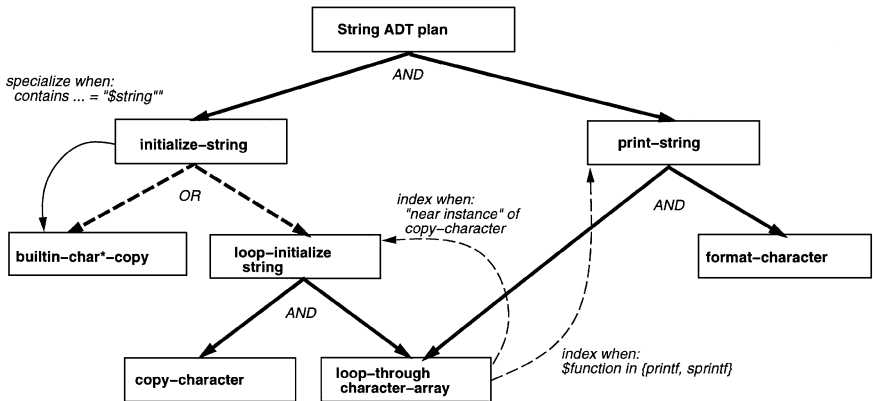 String ADT plan
AND
specialize when:
contains ... = "$string""
initialize-string
print-string
OR
index when:
"near instance" of
copy-character
AND
builtin-char*-copy
loop-initialize
string
format-character
AND
index when:
$function in {printf, sprintf}
copy-character
loop-through
character-array